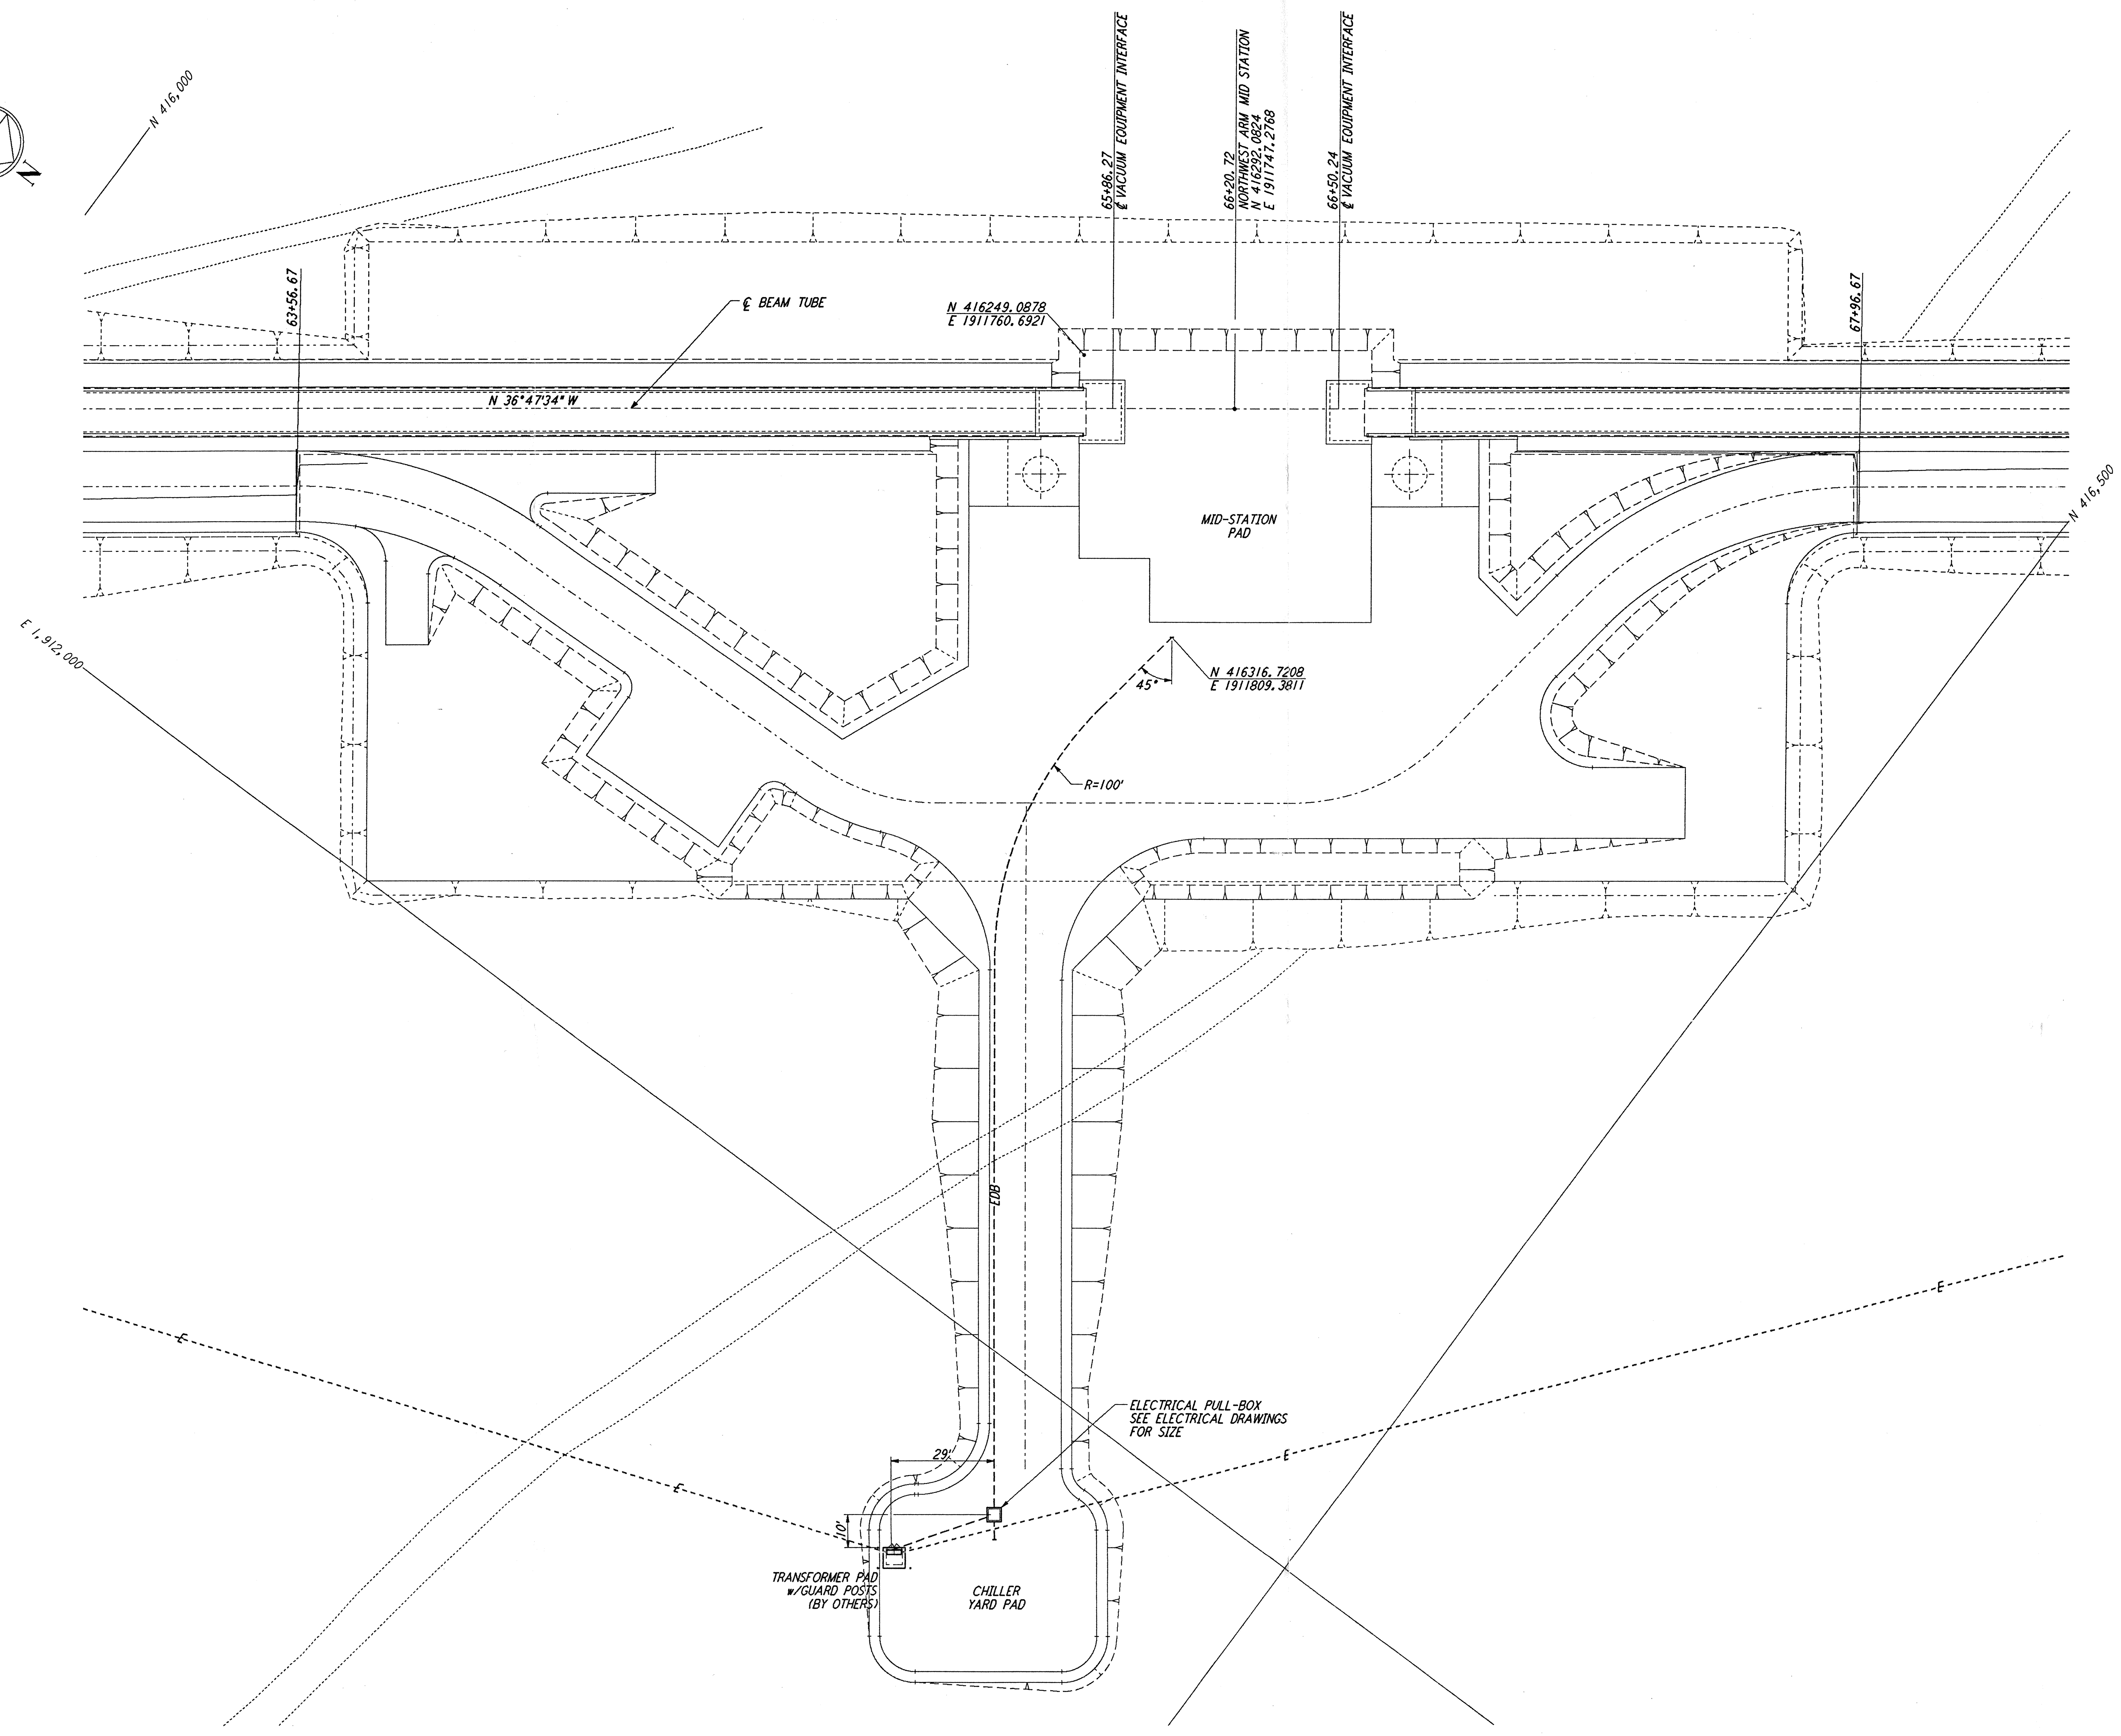 N
N 416,000
65+86.27
℄ VACUUM EQUIPMENT INTERFACE
66+20.72
NORTHWEST ARM MID STATION
N 416292.0824
E 1911747.2768
66+50.24
℄ VACUUM EQUIPMENT INTERFACE
63+56.67
℄ BEAM TUBE
N 416249.0878
E 1911760.6921
67+96.67
N 36°47'34" W
N 416,500
MID-STATION
PAD
E 1,912,000
45°
N 416316.7208
E 1911809.3811
R=100'
EDB
E
E
E
E
ELECTRICAL PULL-BOX
SEE ELECTRICAL DRAWINGS
FOR SIZE
29'
10'
TRANSFORMER PAD
w/GUARD POSTS
(BY OTHERS)
CHILLER
YARD PAD